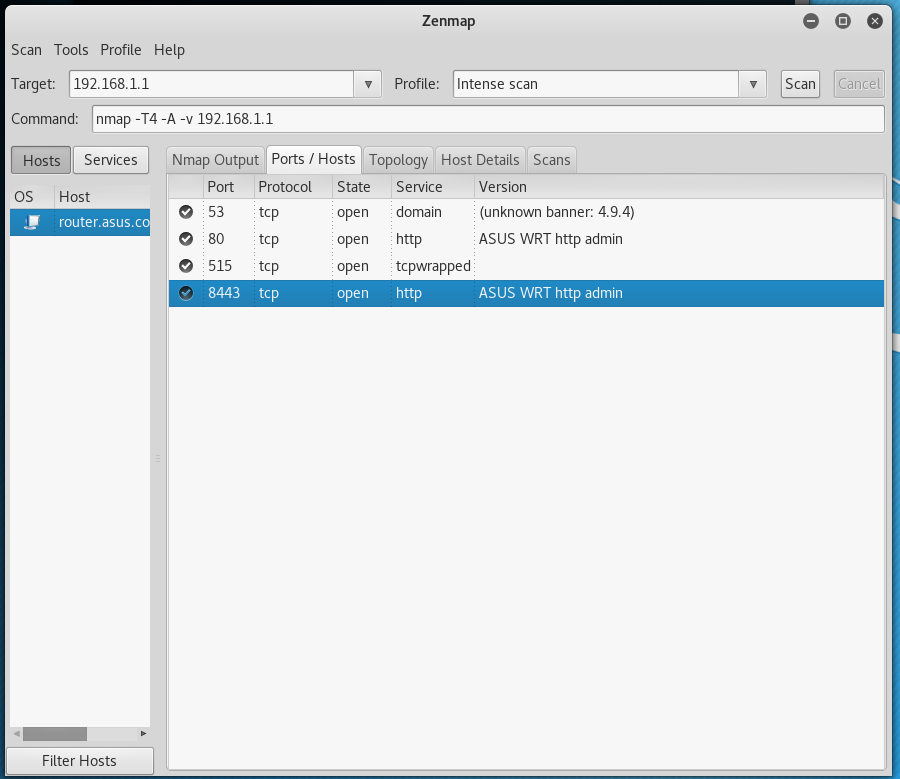 Zenmap
Scan Tools Profile Help
Target: 192.168.1.1 Profile: Intense scan Scan Cancel
Command: nmap -T4 -A -v 192.168.1.1
Hosts Services Nmap Output Ports / Hosts Topology Host Details Scans
OS Host Port Protocol State Service Version
router.asus.co 53 tcp open domain (unknown banner: 4.9.4)
80 tcp open http ASUS WRT http admin
515 tcp open tcpwrapped
8443 tcp open http ASUS WRT http admin
Filter Hosts